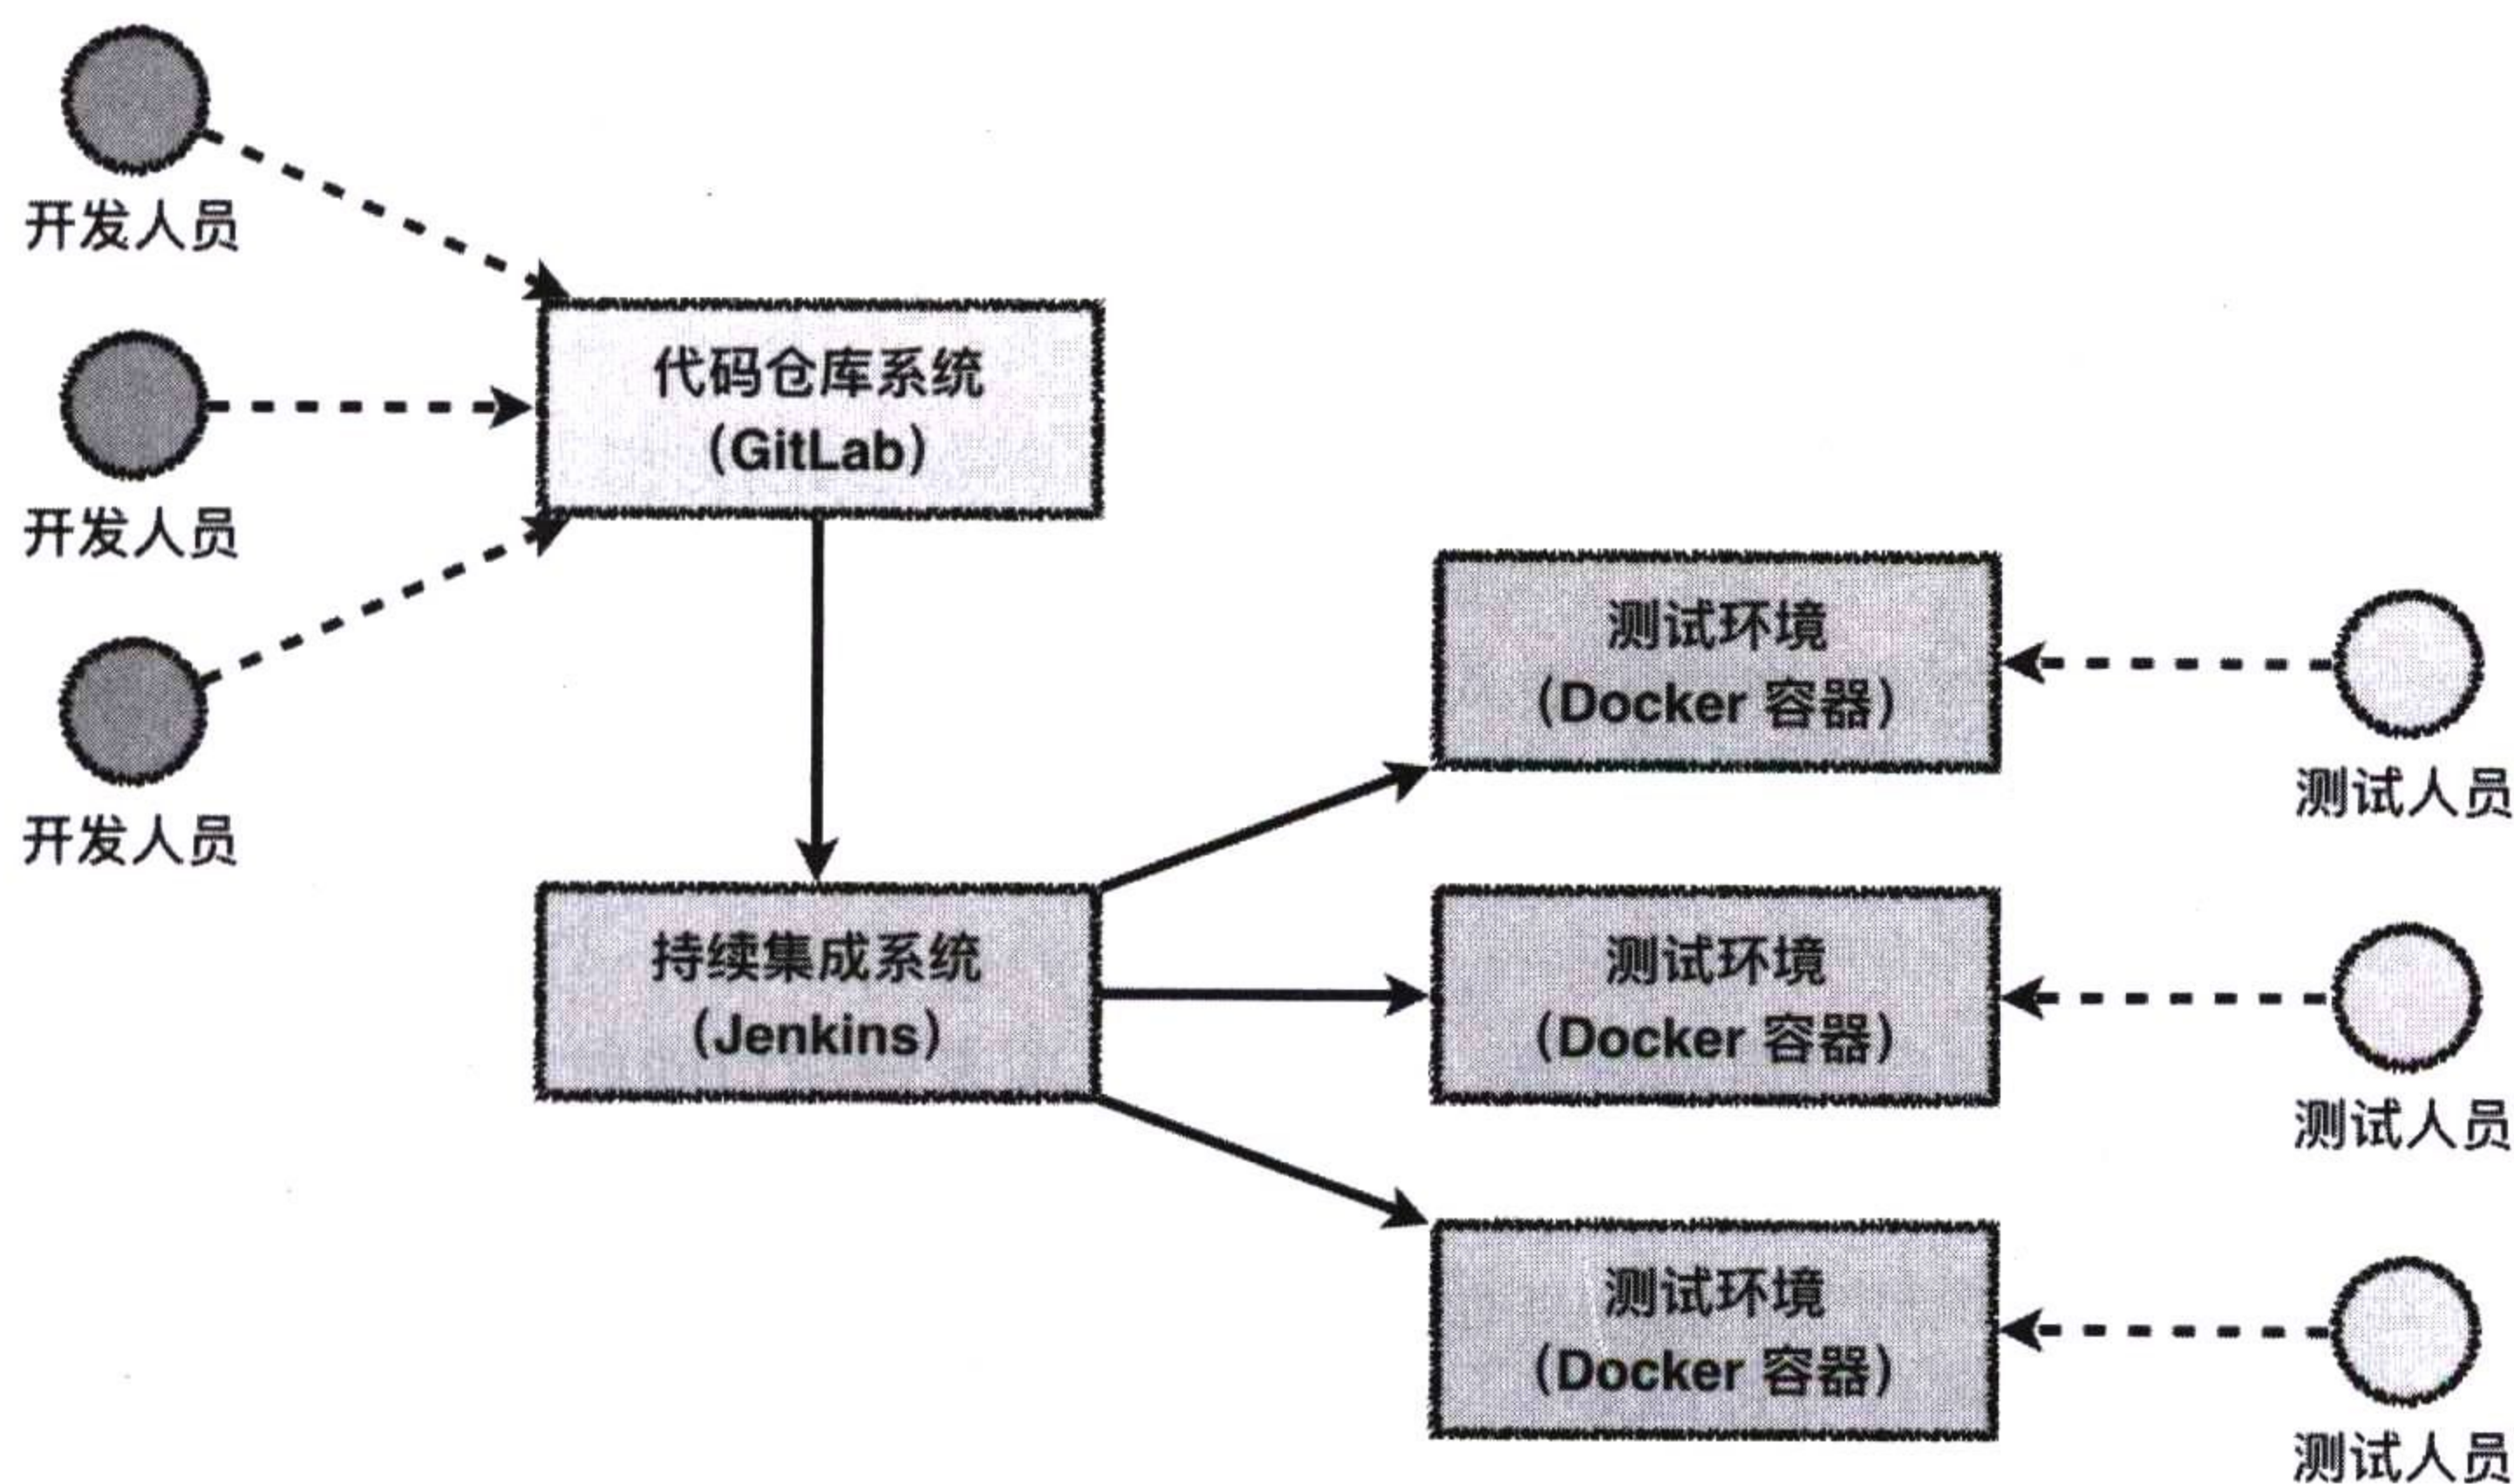 开发人员
开发人员
开发人员
代码仓库系统
（GitLab）
持续集成系统
（Jenkins）
测试环境
（Docker 容器）
测试环境
（Docker 容器）
测试环境
（Docker 容器）
测试人员
测试人员
测试人员